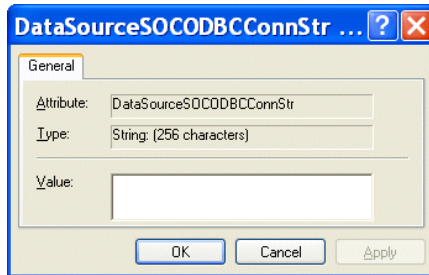 DataSourceSOCODBCConnStr ...
General
Attribute: DataSourceSOCODBCConnStr
Type: String: (256 characters)
Value:
OK Cancel Apply